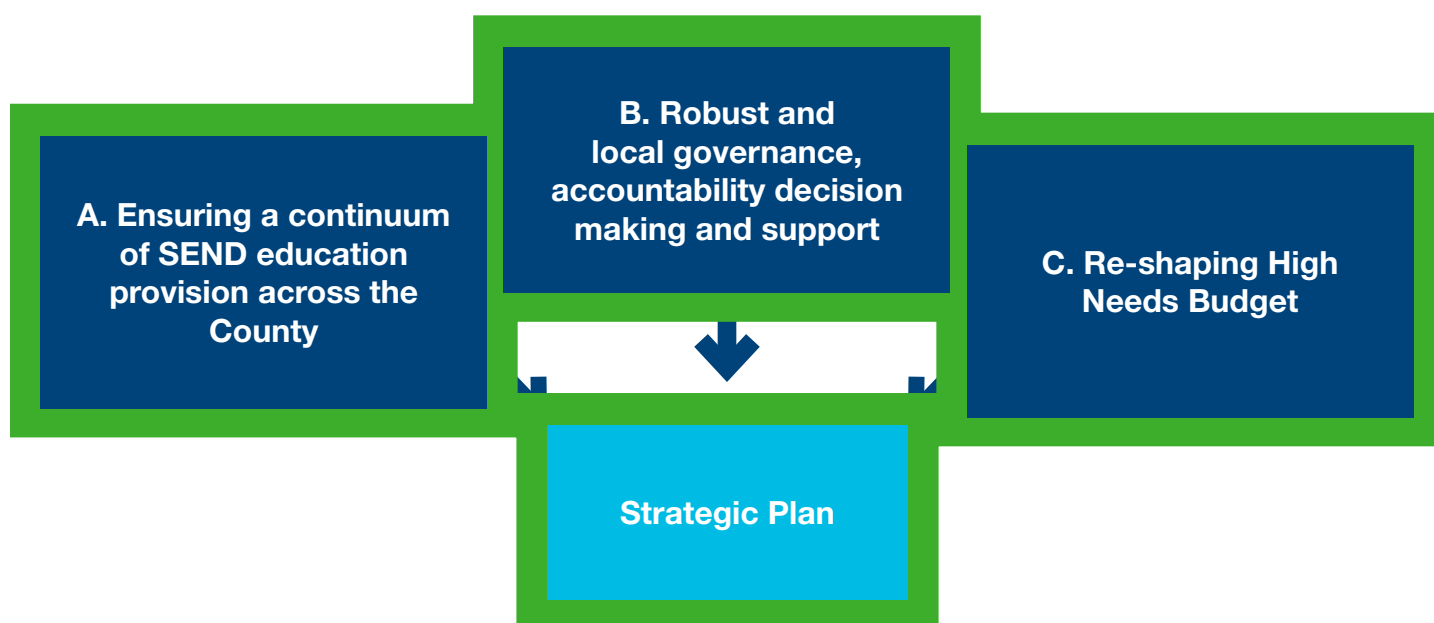 A. Ensuring a continuum
of SEND education
provision across the
County
B. Robust and
local governance,
accountability decision
making and support
C. Re-shaping High
Needs Budget
Strategic Plan